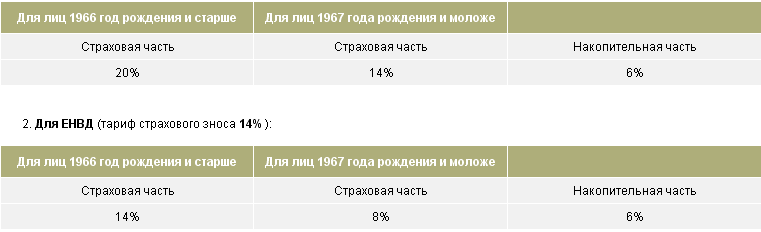 Для лиц 1966 год рождения и старше Для лиц 1967 года рождения и моложе
Страховая часть Страховая часть Накопительная часть
20% 14% 6%
2. Для ЕНВД (тариф страхового зноса 14% ):
Для лиц 1966 год рождения и старше Для лиц 1967 года рождения и моложе
Страховая часть Страховая часть Накопительная часть
14% 8% 6%